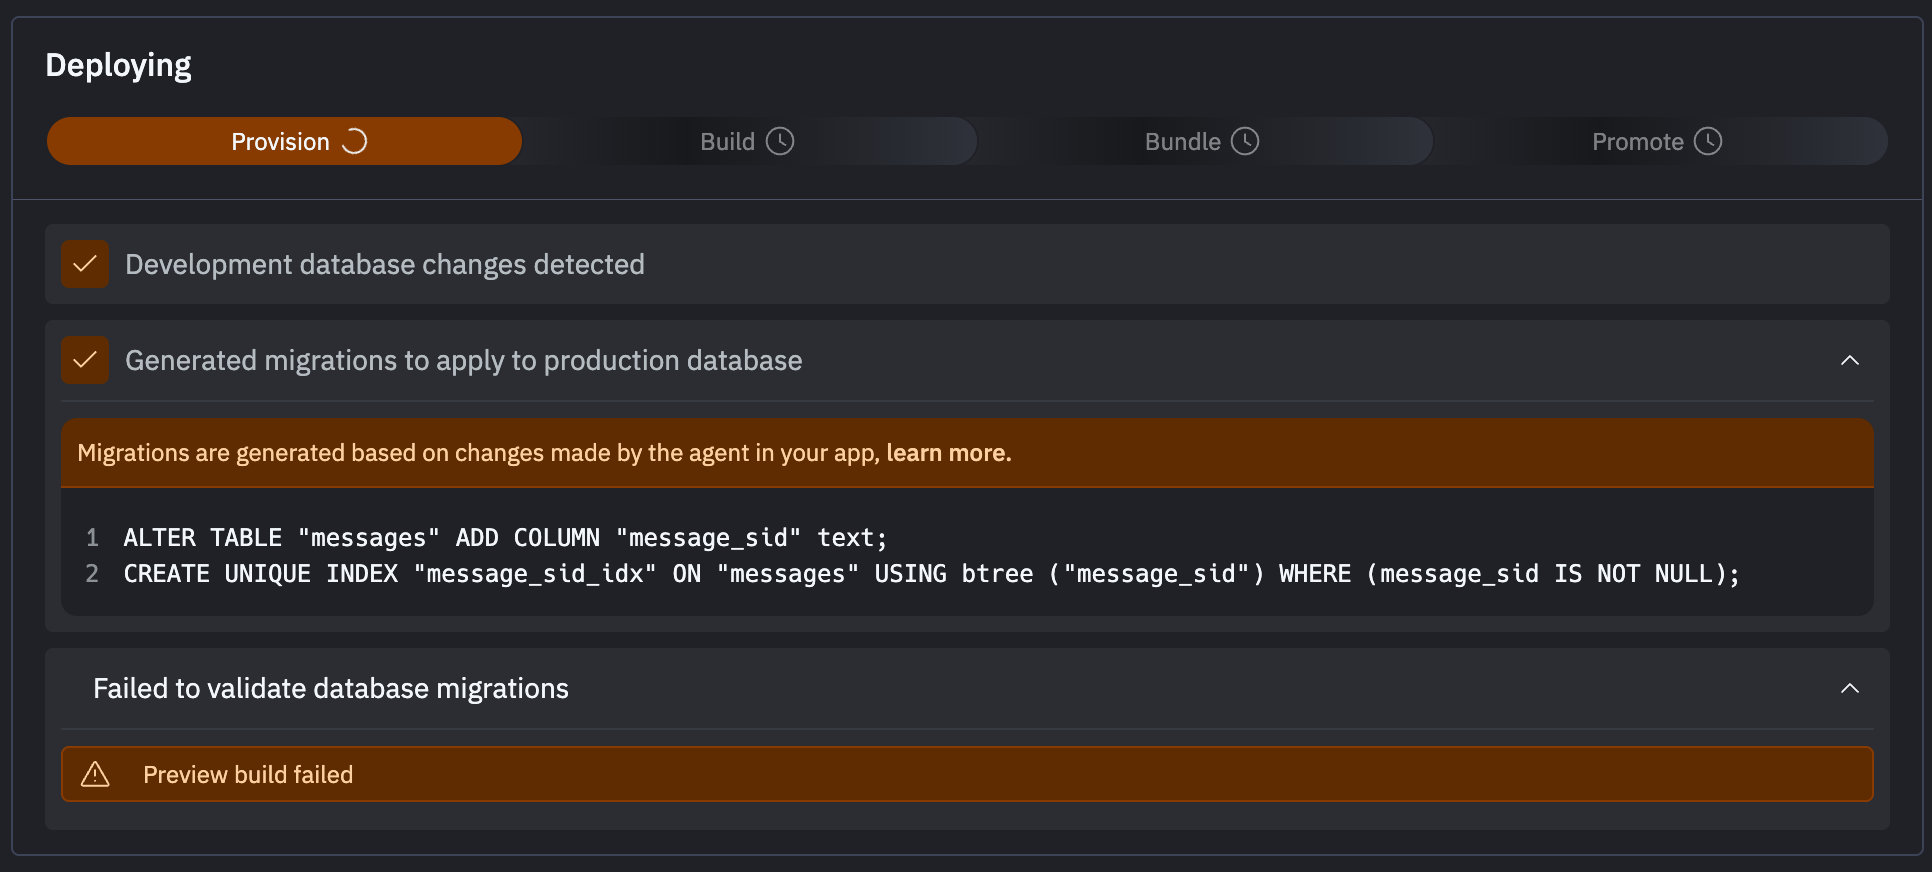 Deploying
Provision
Build
Bundle
Promote
Development database changes detected
Generated migrations to apply to production database
Migrations are generated based on changes made by the agent in your app, learn more.
1 ALTER TABLE "messages" ADD COLUMN "message_sid" text;
2 CREATE UNIQUE INDEX "message_sid_idx" ON "messages" USING btree ("message_sid") WHERE (message_sid IS NOT NULL);
Failed to validate database migrations
Preview build failed